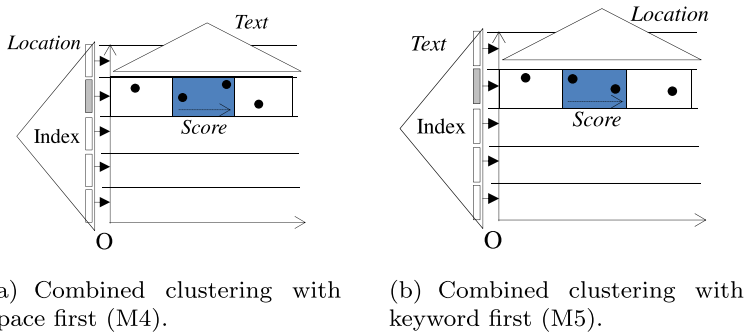 Text
Location
Index
Score
O
a) Combined clustering with
pace first (M4).
Location
Text
Index
Score
O
(b) Combined clustering with
keyword first (M5).